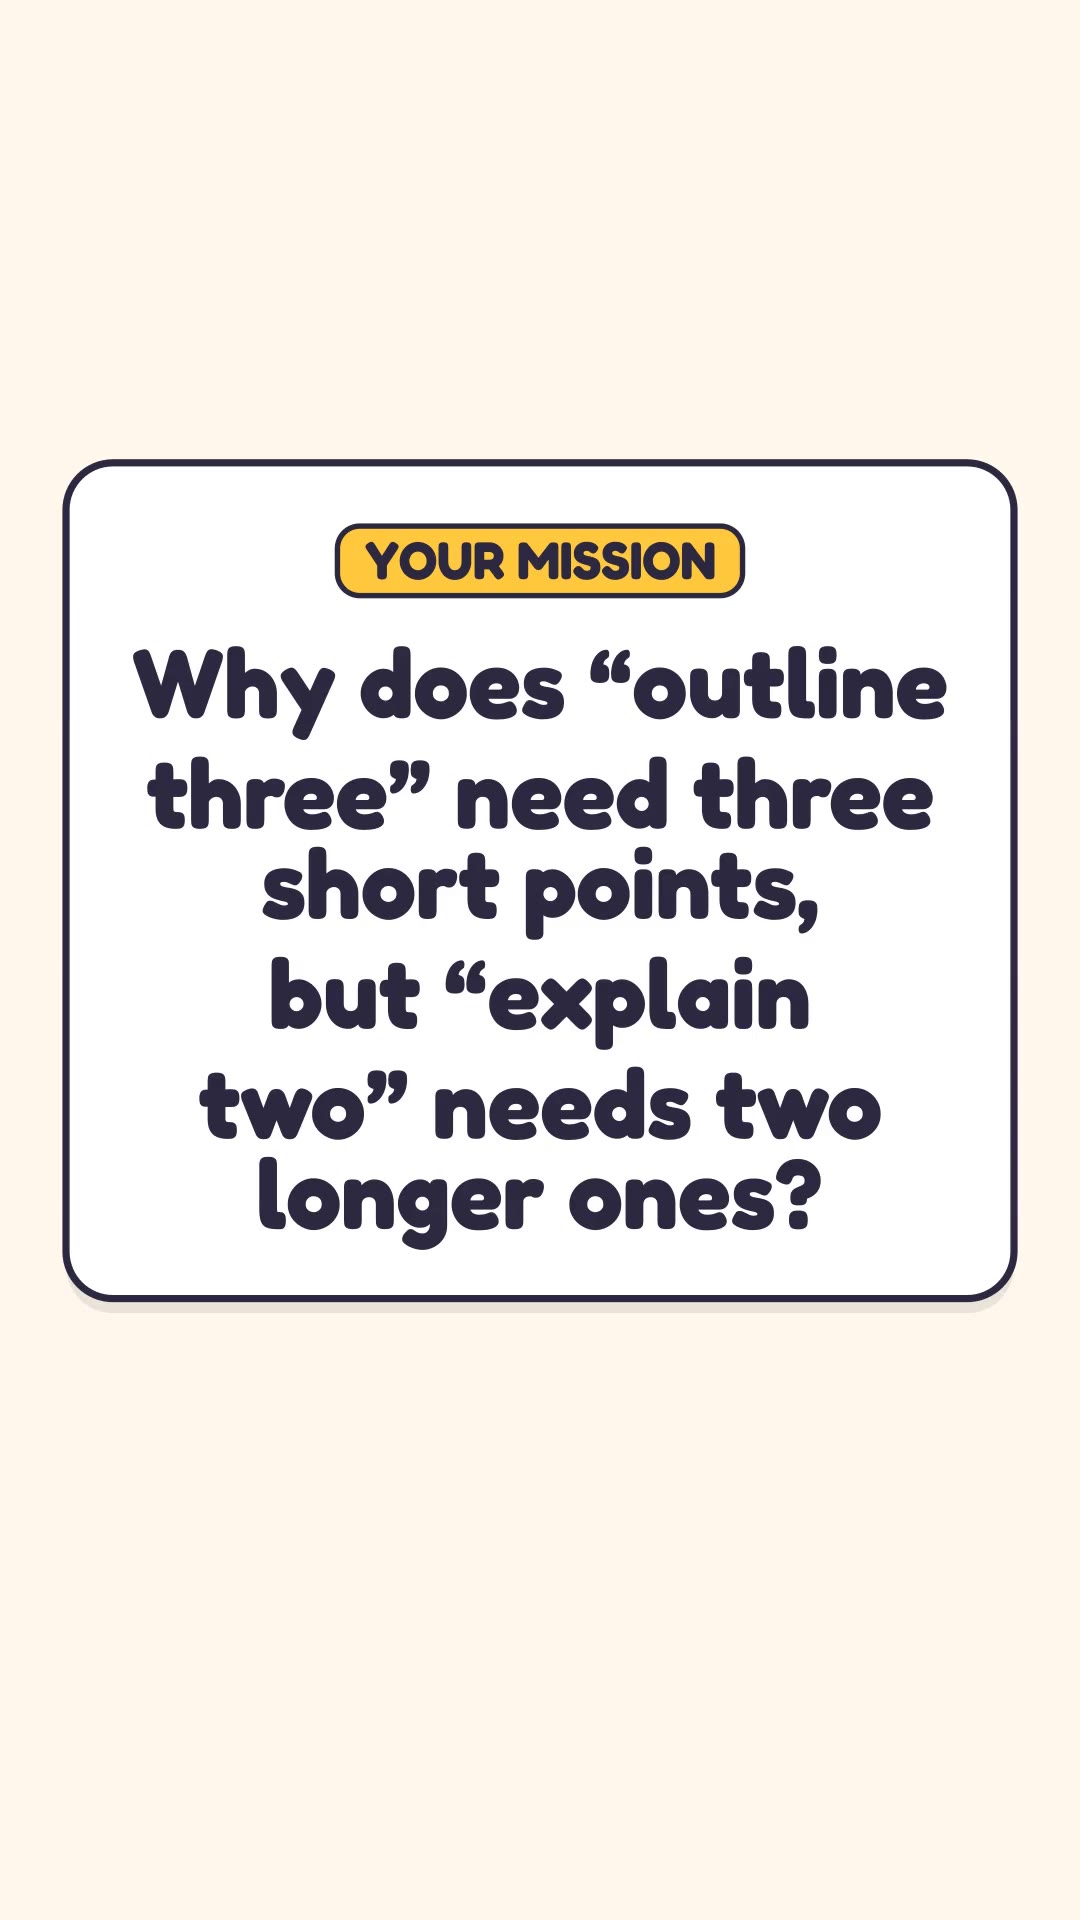 YOUR MISSION
Why does “outline
three” need three
short points,
but “explain
two” needs two
longer ones?